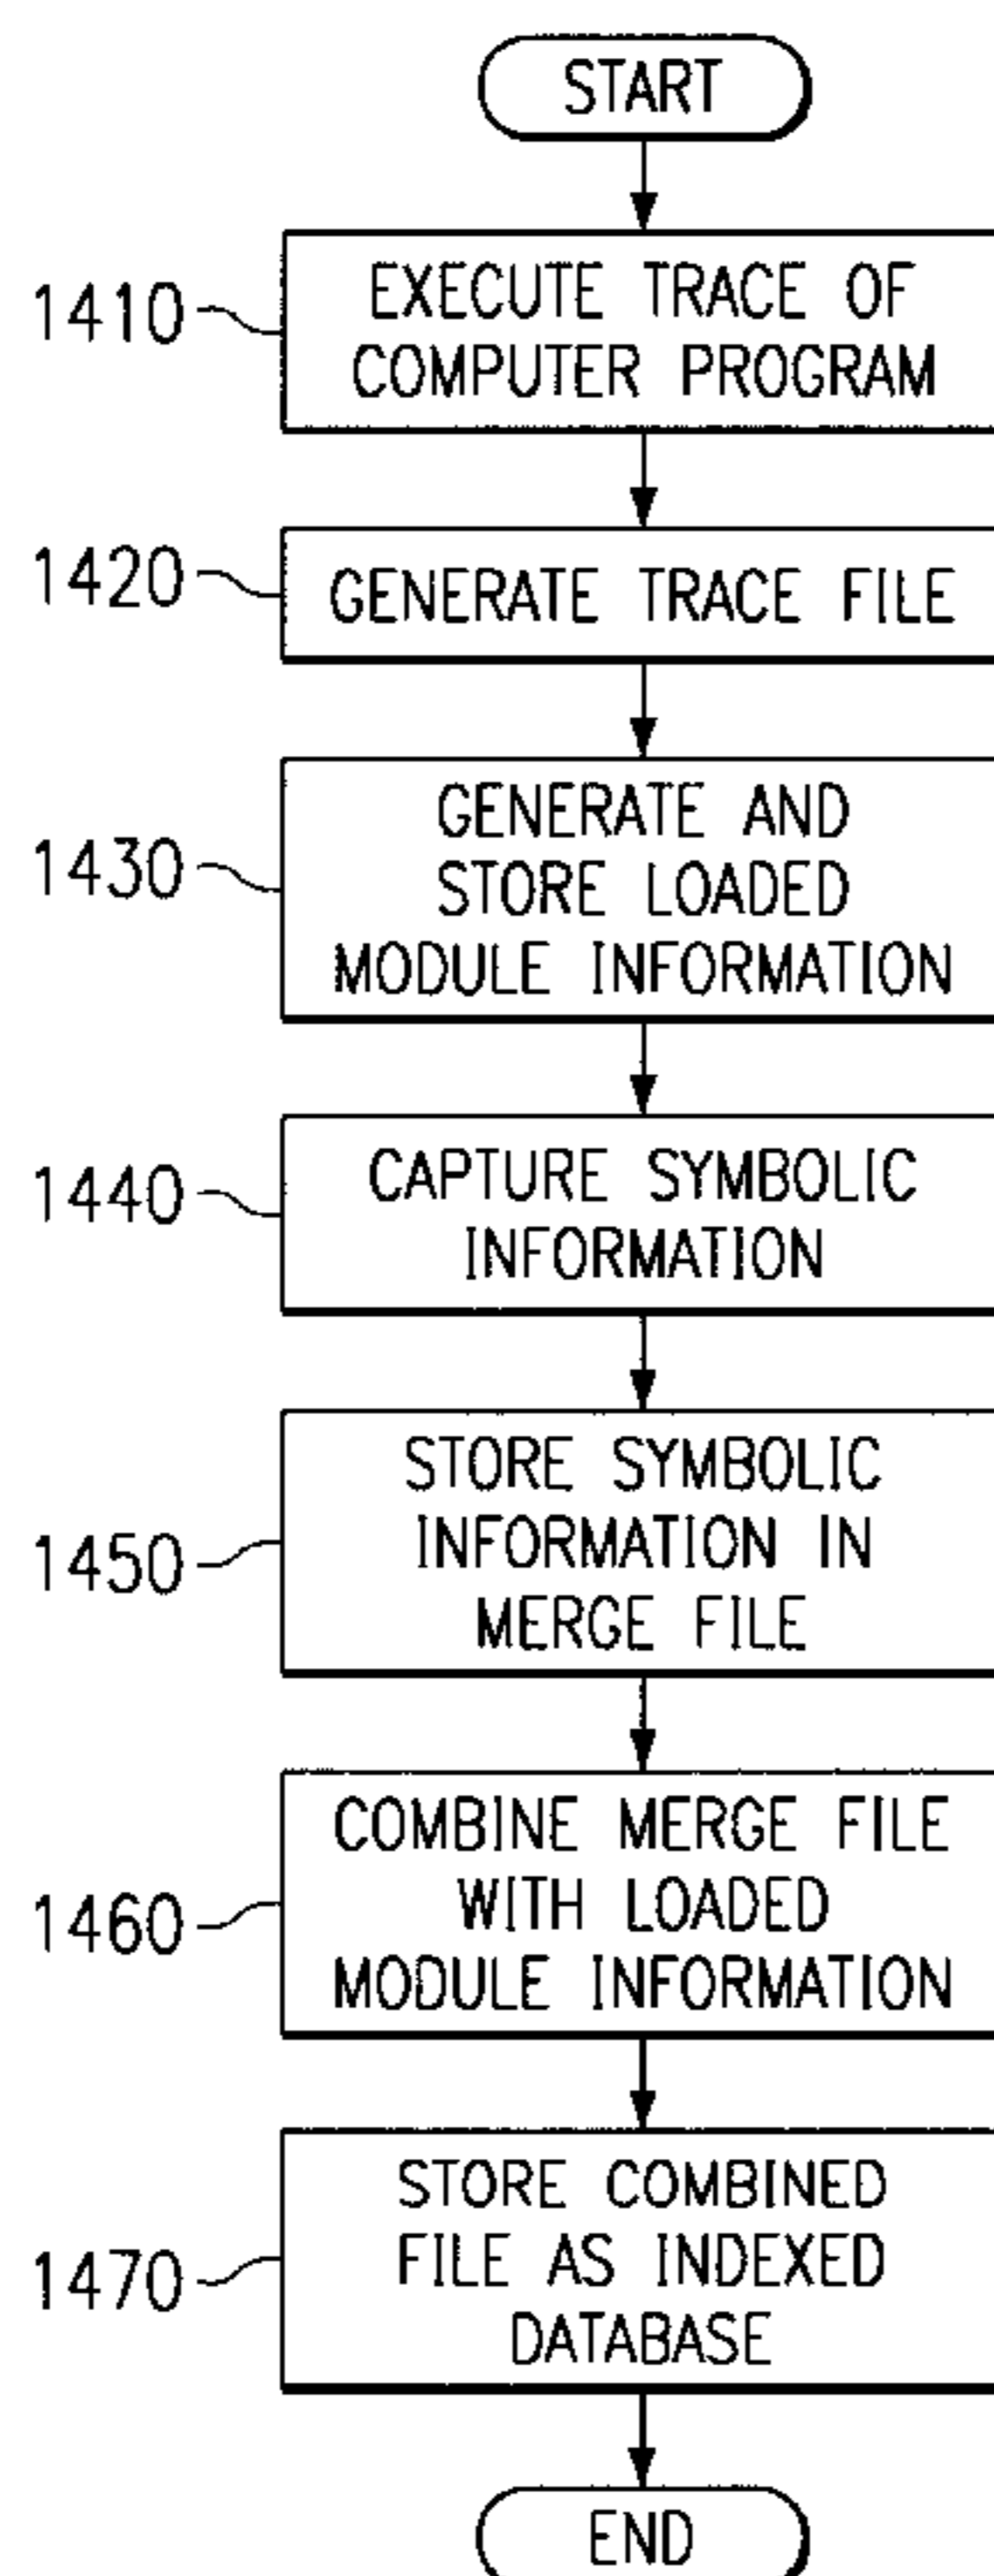 START
1410
EXECUTE TRACE OF
COMPUTER PROGRAM
1420
GENERATE TRACE FILE
1430
GENERATE AND
STORE LOADED
MODULE INFORMATION
1440
CAPTURE SYMBOLIC
INFORMATION
1450
STORE SYMBOLIC
INFORMATION IN
MERGE FILE
1460
COMBINE MERGE FILE
WITH LOADED
MODULE INFORMATION
1470
STORE COMBINED
FILE AS INDEXED
DATABASE
END